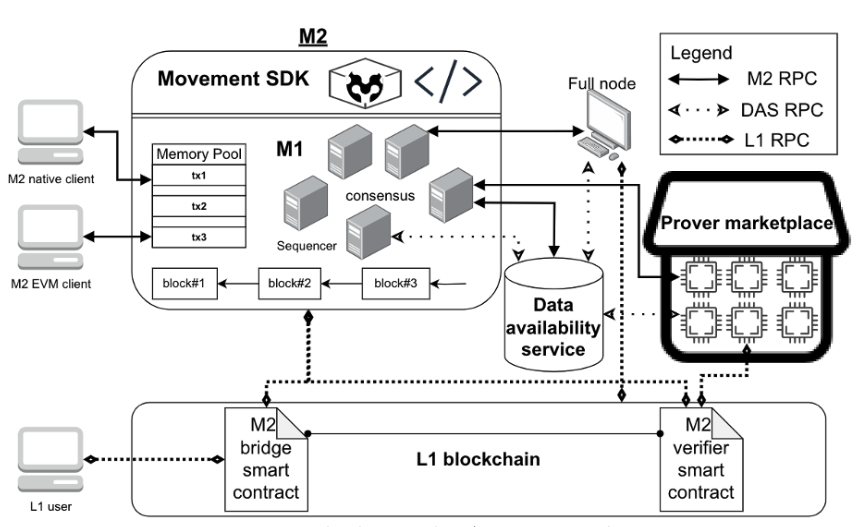 M2
Movement SDK
</>
Legend
M2 RPC
DAS RPC
L1 RPC
Full node
M2 native client
Memory Pool
tx1
tx2
tx3
M1
consensus
Sequencer
Prover marketplace
M2 EVM client
block#1
block#2
block#3
Data
availability
service
M2
bridge
smart
contract
L1 blockchain
M2
verifier
smart
contract
L1 user